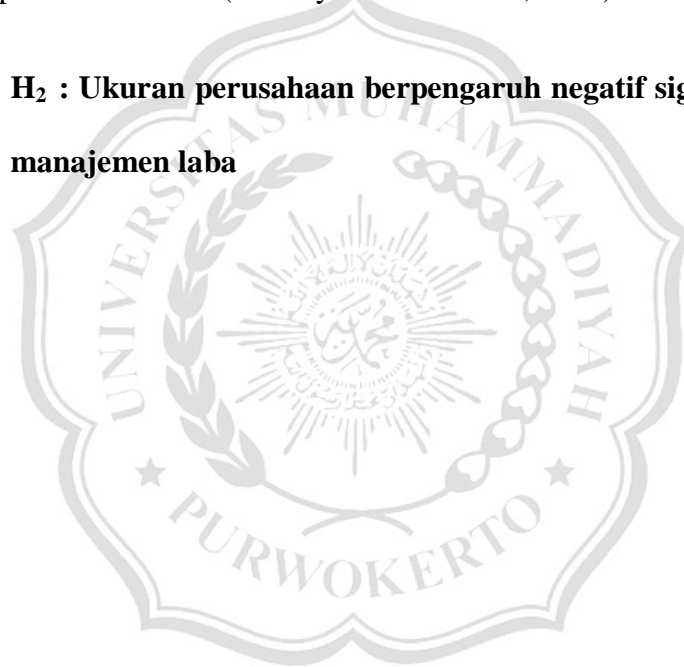 H₂ : Ukuran perusahaan berpengaruh negatif sig
manajemen laba
UNIVERSITAS MUHAMMADIYAH
PURWOKERTO